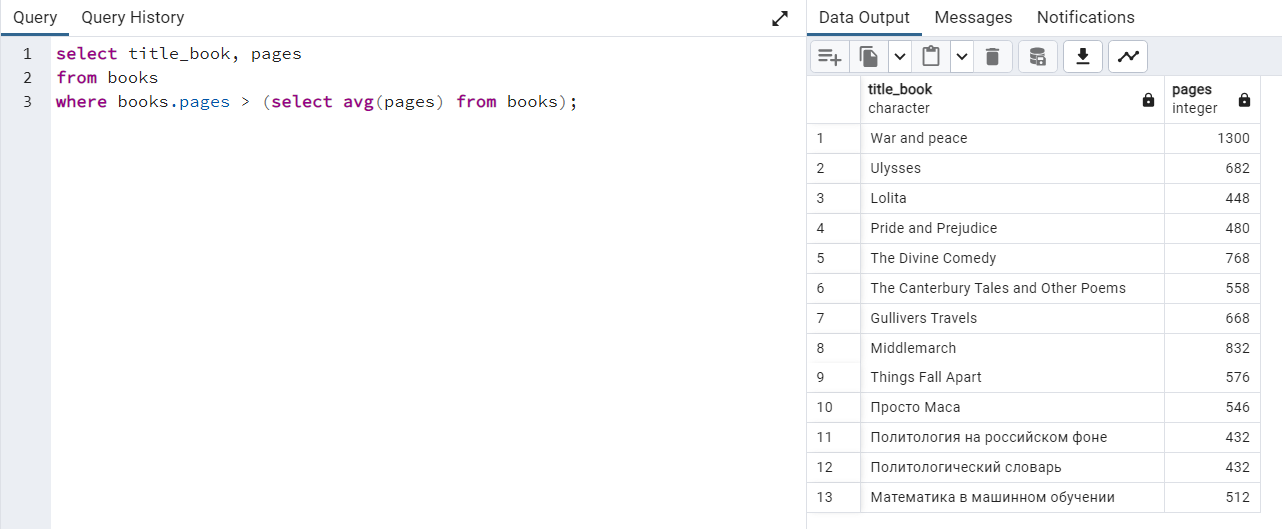 Query Query History
1 select title_book, pages
2 from books
3 where books.pages > (select avg(pages) from books);
Data Output Messages Notifications
title_book pages
character integer
1 War and peace 1300
2 Ulysses 682
3 Lolita 448
4 Pride and Prejudice 480
5 The Divine Comedy 768
6 The Canterbury Tales and Other Poems 558
7 Gullivers Travels 668
8 Middlemarch 832
9 Things Fall Apart 576
10 Просто Маса 546
11 Политология на российском фоне 432
12 Политологический словарь 432
13 Математика в машинном обучении 512